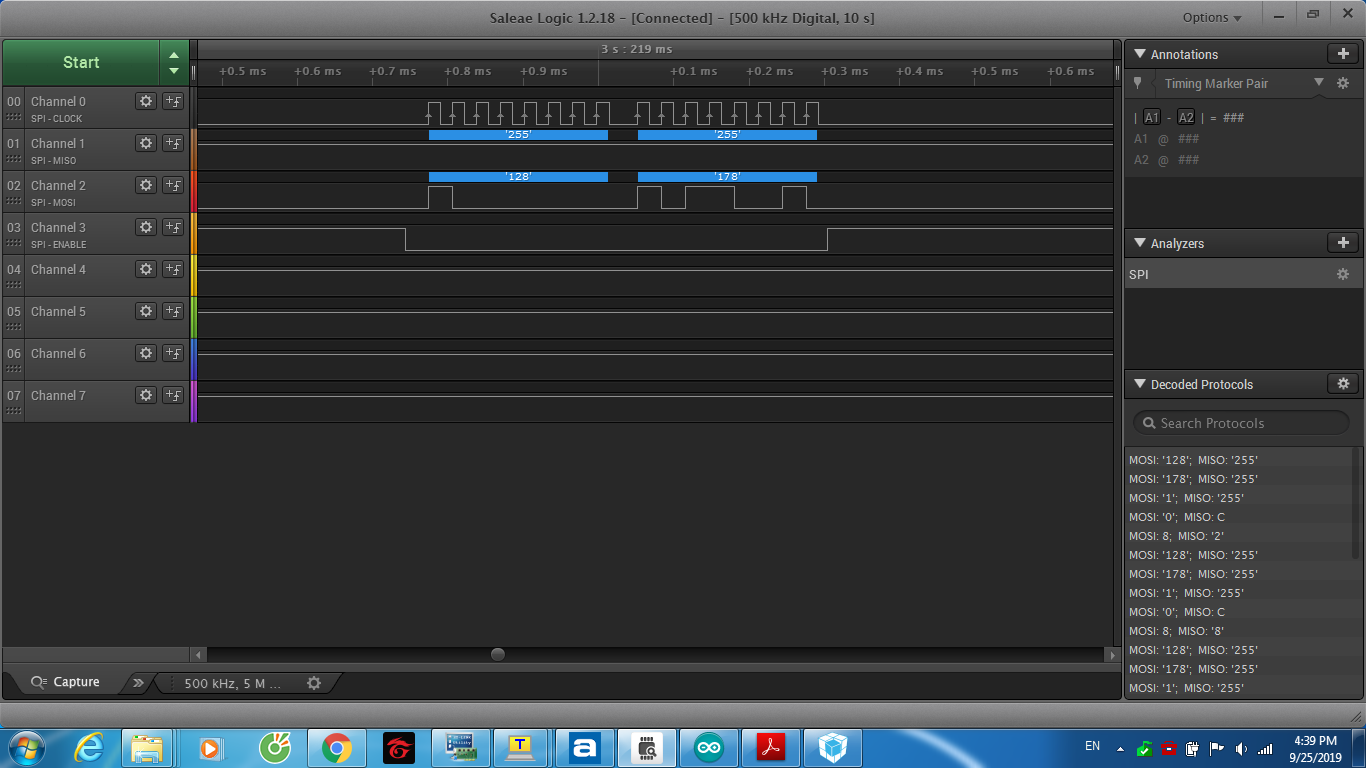 Saleae Logic 1.2.18 - [Connected] - [500 kHz Digital, 10 s]
Options
Start
3 s : 219 ms
+0.5 ms +0.6 ms +0.7 ms +0.8 ms +0.9 ms +0.1 ms +0.2 ms +0.3 ms +0.4 ms +0.5 ms +0.6 ms
00 Channel 0
SPI - CLOCK
01 Channel 1
SPI - MISO
'255' '255'
02 Channel 2
SPI - MOSI
'128' '178'
03 Channel 3
SPI - ENABLE
04 Channel 4
05 Channel 5
06 Channel 6
07 Channel 7
Annotations
Timing Marker Pair
| A1 - A2 | = ###
A1 @ ###
A2 @ ###
Analyzers
SPI
Decoded Protocols
Search Protocols
MOSI: '128'; MISO: '255'
MOSI: '178'; MISO: '255'
MOSI: '1'; MISO: '255'
MOSI: '0'; MISO: C
MOSI: 8; MISO: '2'
MOSI: '128'; MISO: '255'
MOSI: '178'; MISO: '255'
MOSI: '1'; MISO: '255'
MOSI: '0'; MISO: C
MOSI: 8; MISO: '8'
MOSI: '128'; MISO: '255'
MOSI: '178'; MISO: '255'
MOSI: '1'; MISO: '255'
Capture
500 kHz, 5 M ...
EN
4:39 PM
9/25/2019